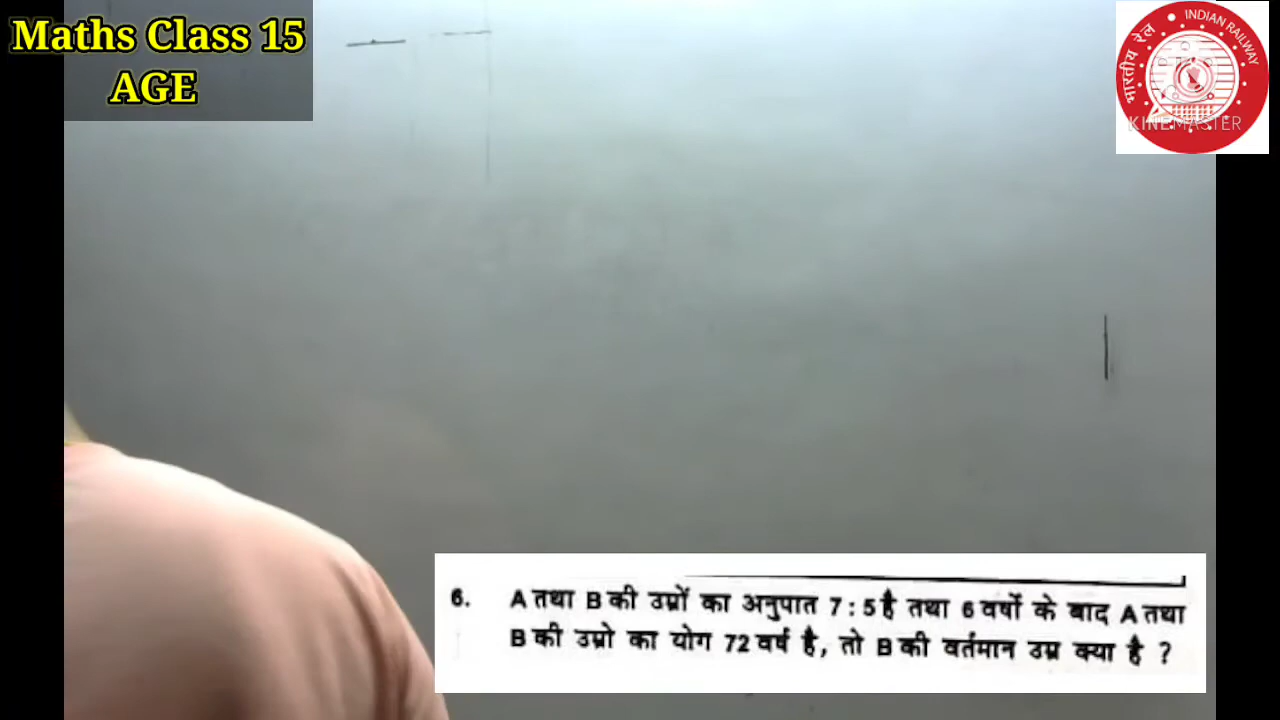 Maths Class 15
AGE
INDIAN RAILWAY
भारतीय रेल
KINEMASTER
6. A तथा B की उम्रों का अनुपात 7 : 5 है तथा 6 वर्षों के बाद A तथा
B की उम्रो का योग 72 वर्ष है, तो B की वर्तमान उम्र क्या है ?